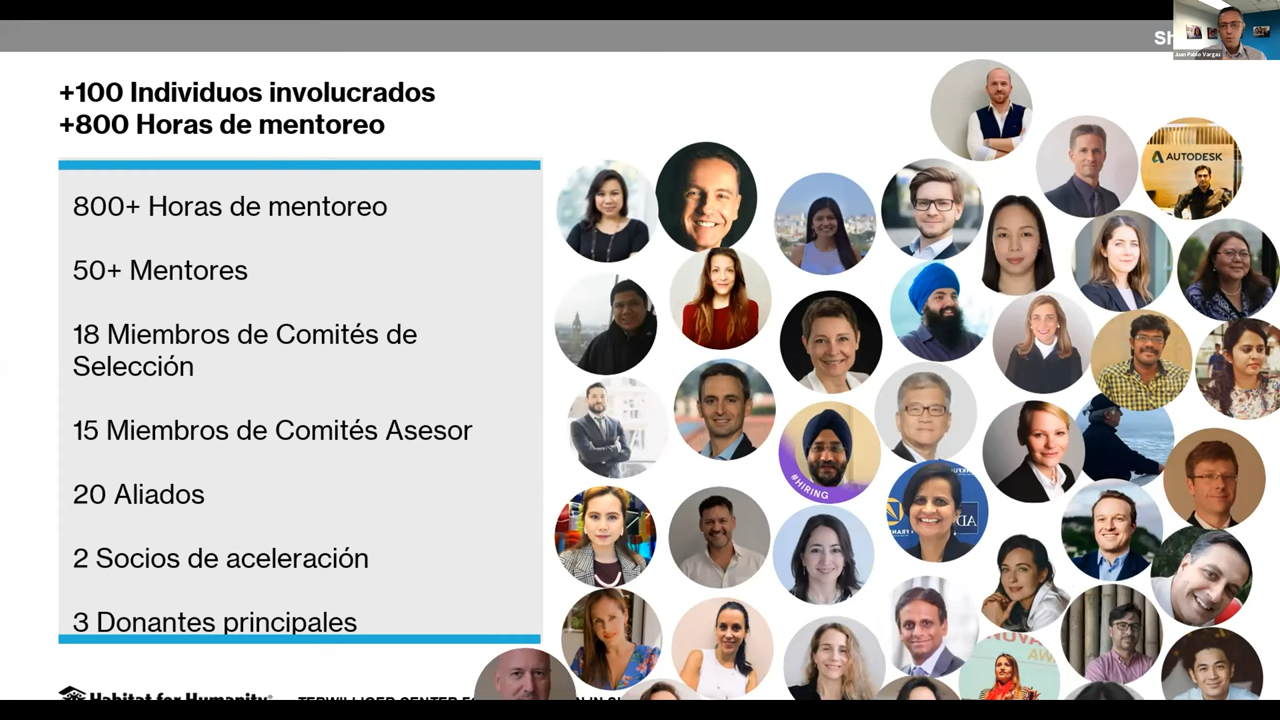 Sh
Juan Pablo Vargas
+100 Individuos involucrados
+800 Horas de mentoreo
AUTODESK
800+ Horas de mentoreo
50+ Mentores
18 Miembros de Comités de
Selección
15 Miembros de Comités Asesor
20 Aliados
2 Socios de aceleración
3 Donantes principales
#HIRING
Habitat for Humanity®